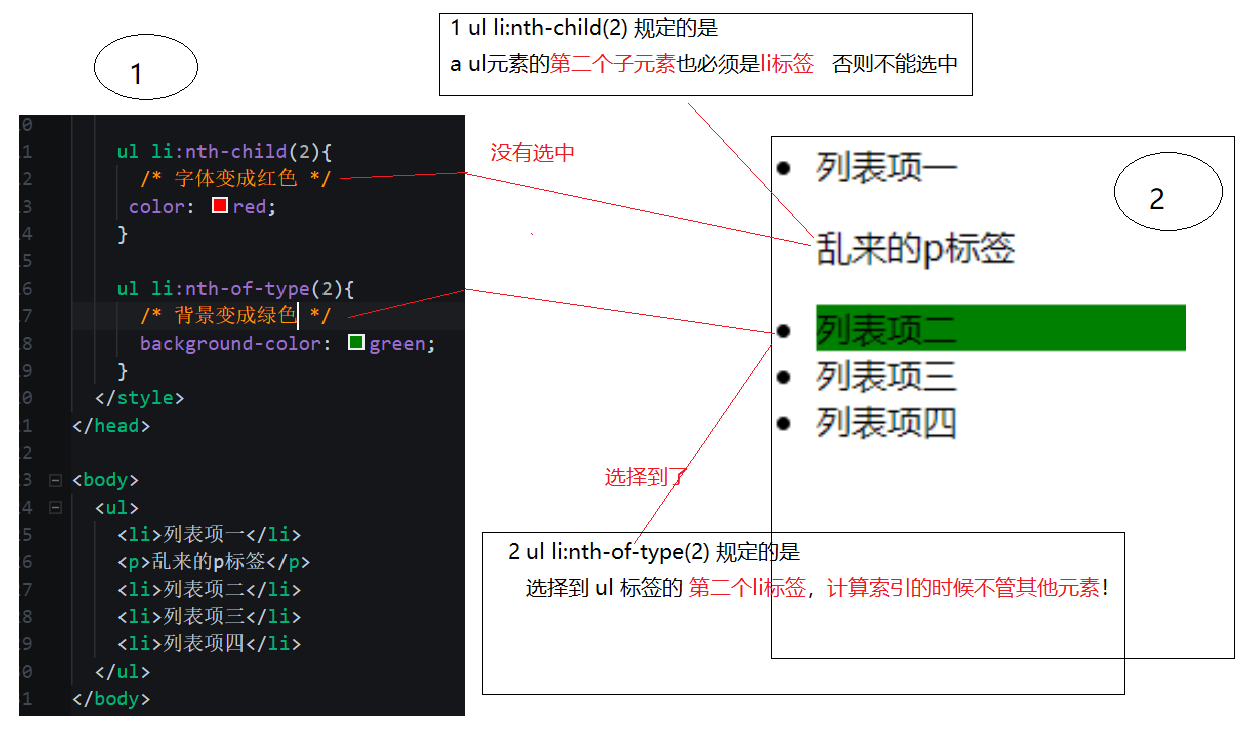 1 ul li:nth-child(2) 规定的是
a ul元素的第二个子元素也必须是li标签 否则不能选中
1
没有选中
2
0
1 ul li:nth-child(2){
2 /* 字体变成红色 */
3 color: red;
4 }
5
6 ul li:nth-of-type(2){
7 /* 背景变成绿色 */
8 background-color: green;
9 }
0 </style>
1 </head>
2
3 <body>
4 <ul>
5 <li>列表项一</li>
6 <p>乱来的p标签</p>
7 <li>列表项二</li>
8 <li>列表项三</li>
9 <li>列表项四</li>
0 </ul>
1 </body>
列表项一
乱来的p标签
列表项二
列表项三
列表项四
选择到了
2 ul li:nth-of-type(2) 规定的是
选择到 ul 标签的 第二个li标签，计算索引的时候不管其他元素！